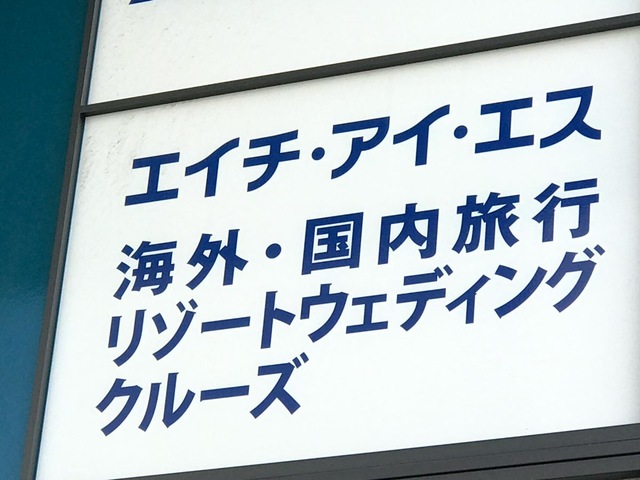 エイチ・アイ・エス
海外・国内旅行
リゾートウェディング
クルーズ